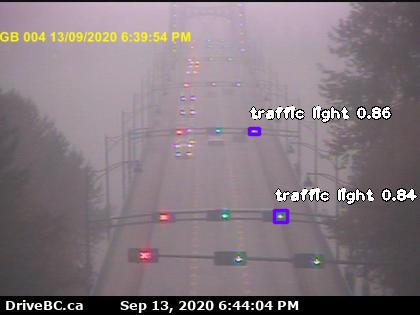 GB 004 13/09/2020 6:39:54 PM
traffic light 0.86
traffic light 0.84
DriveBC.ca Sep 13, 2020 6:44:04 PM